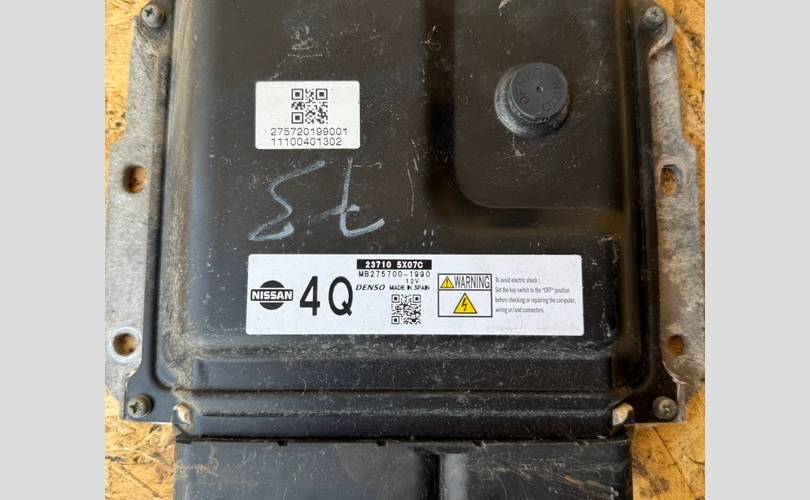 275720199001
11100401302
DENSO
23710 5X07C
MB275700-1990
12V
NISSAN
4Q
DENSO MADE IN SPAIN
WARNING
To avoid electric shock ;
Set the key switch to the "OFF" position
before checking or repairing the computer,
wiring or/and connectors.